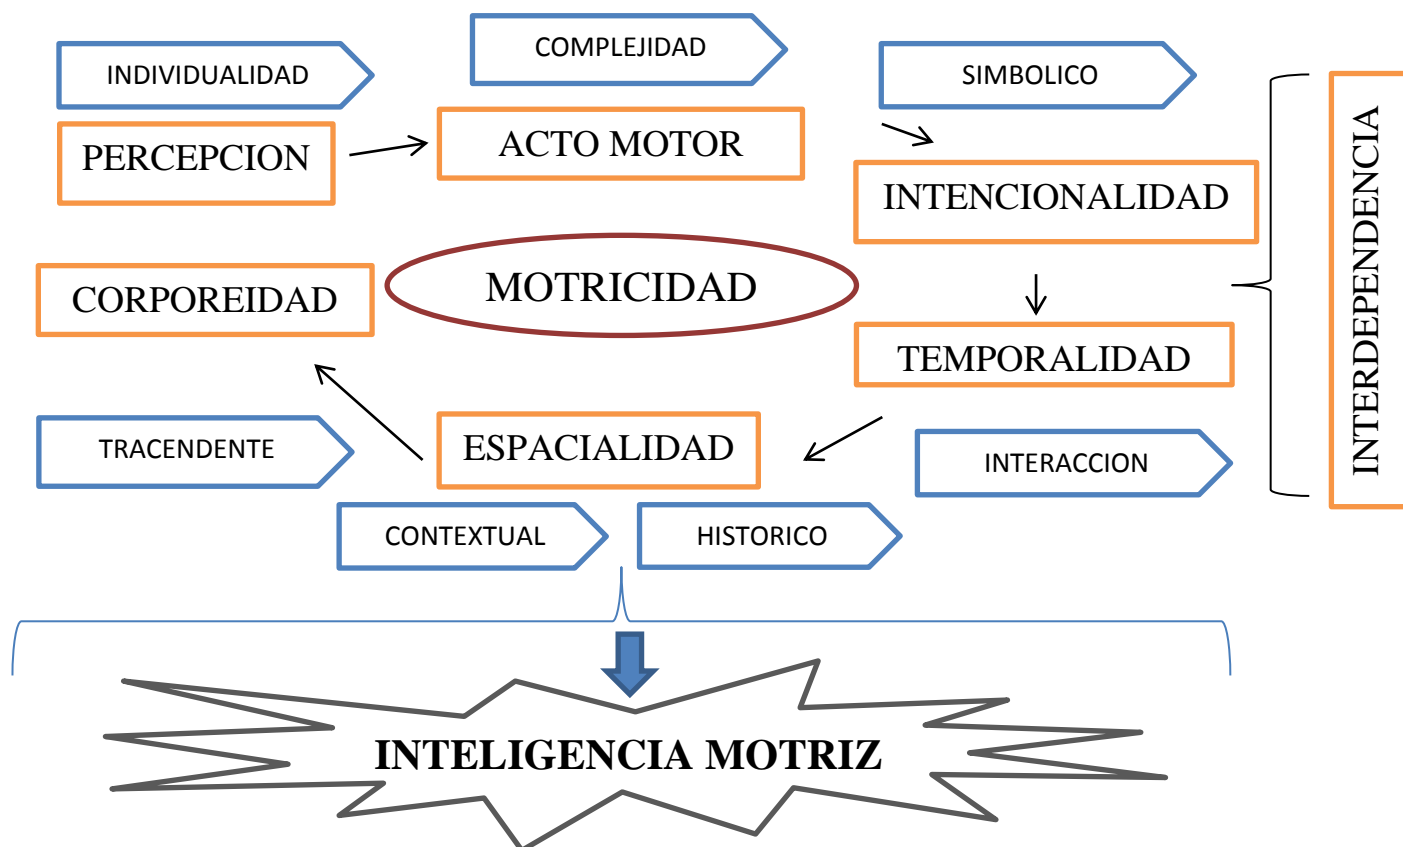 INDIVIDUALIDAD
COMPLEJIDAD
SIMBOLICO
PERCEPCION
ACTO MOTOR
INTENCIONALIDAD
INTERDEPENDENCIA
CORPOREIDAD
MOTRICIDAD
TEMPORALIDAD
TRACENDENTE
ESPACIALIDAD
INTERACCION
CONTEXTUAL
HISTORICO
INTELIGENCIA MOTRIZ